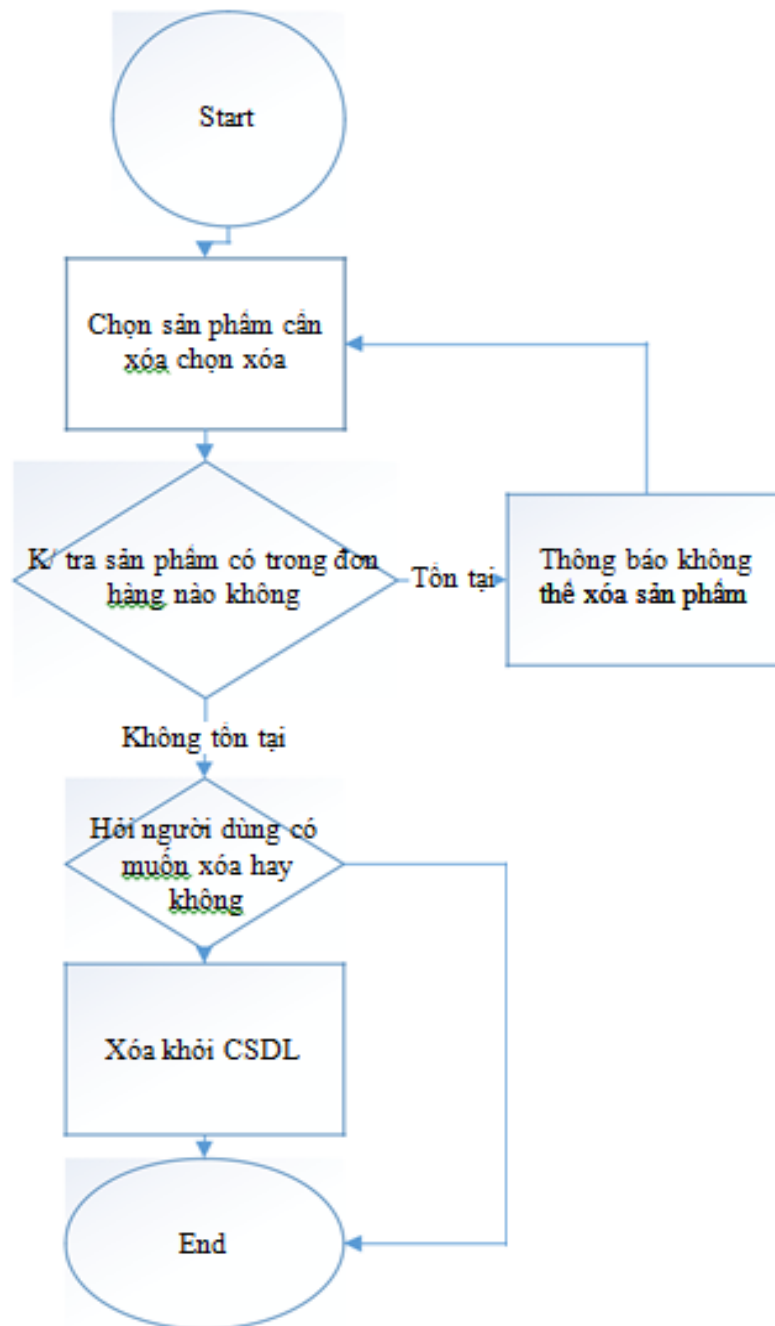 Start
Chọn sản phẩm cần
xóa chọn xóa
K/ tra sản phẩm có trong đơn
hàng nào không
Tồn tại
Thông báo không
thể xóa sản phẩm
Không tồn tại
Hỏi người dùng có
muốn xóa hay
không
Xóa khỏi CSDL
End